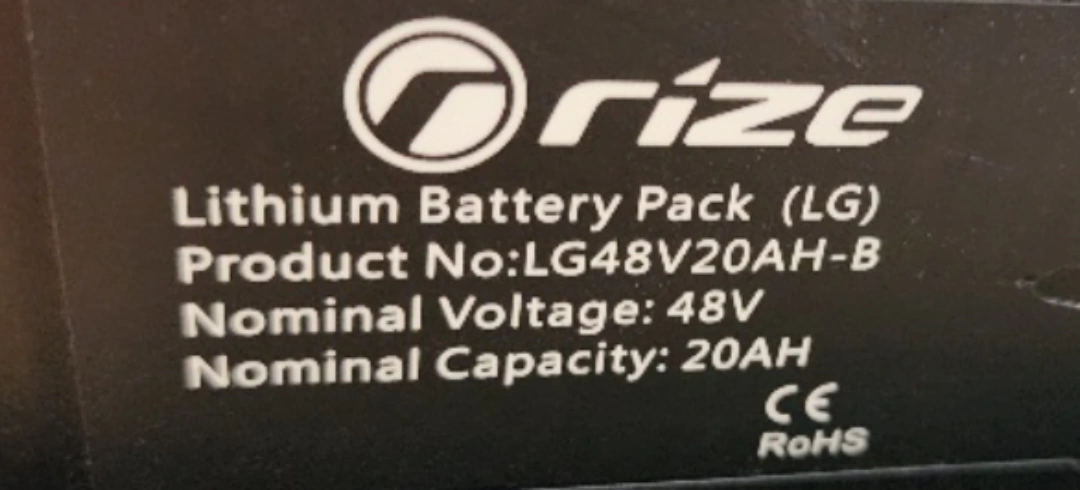 rize
Lithium Battery Pack (LG)
Product No:LG48V20AH-B
Nominal Voltage: 48V
Nominal Capacity: 20AH
CE
RoHS